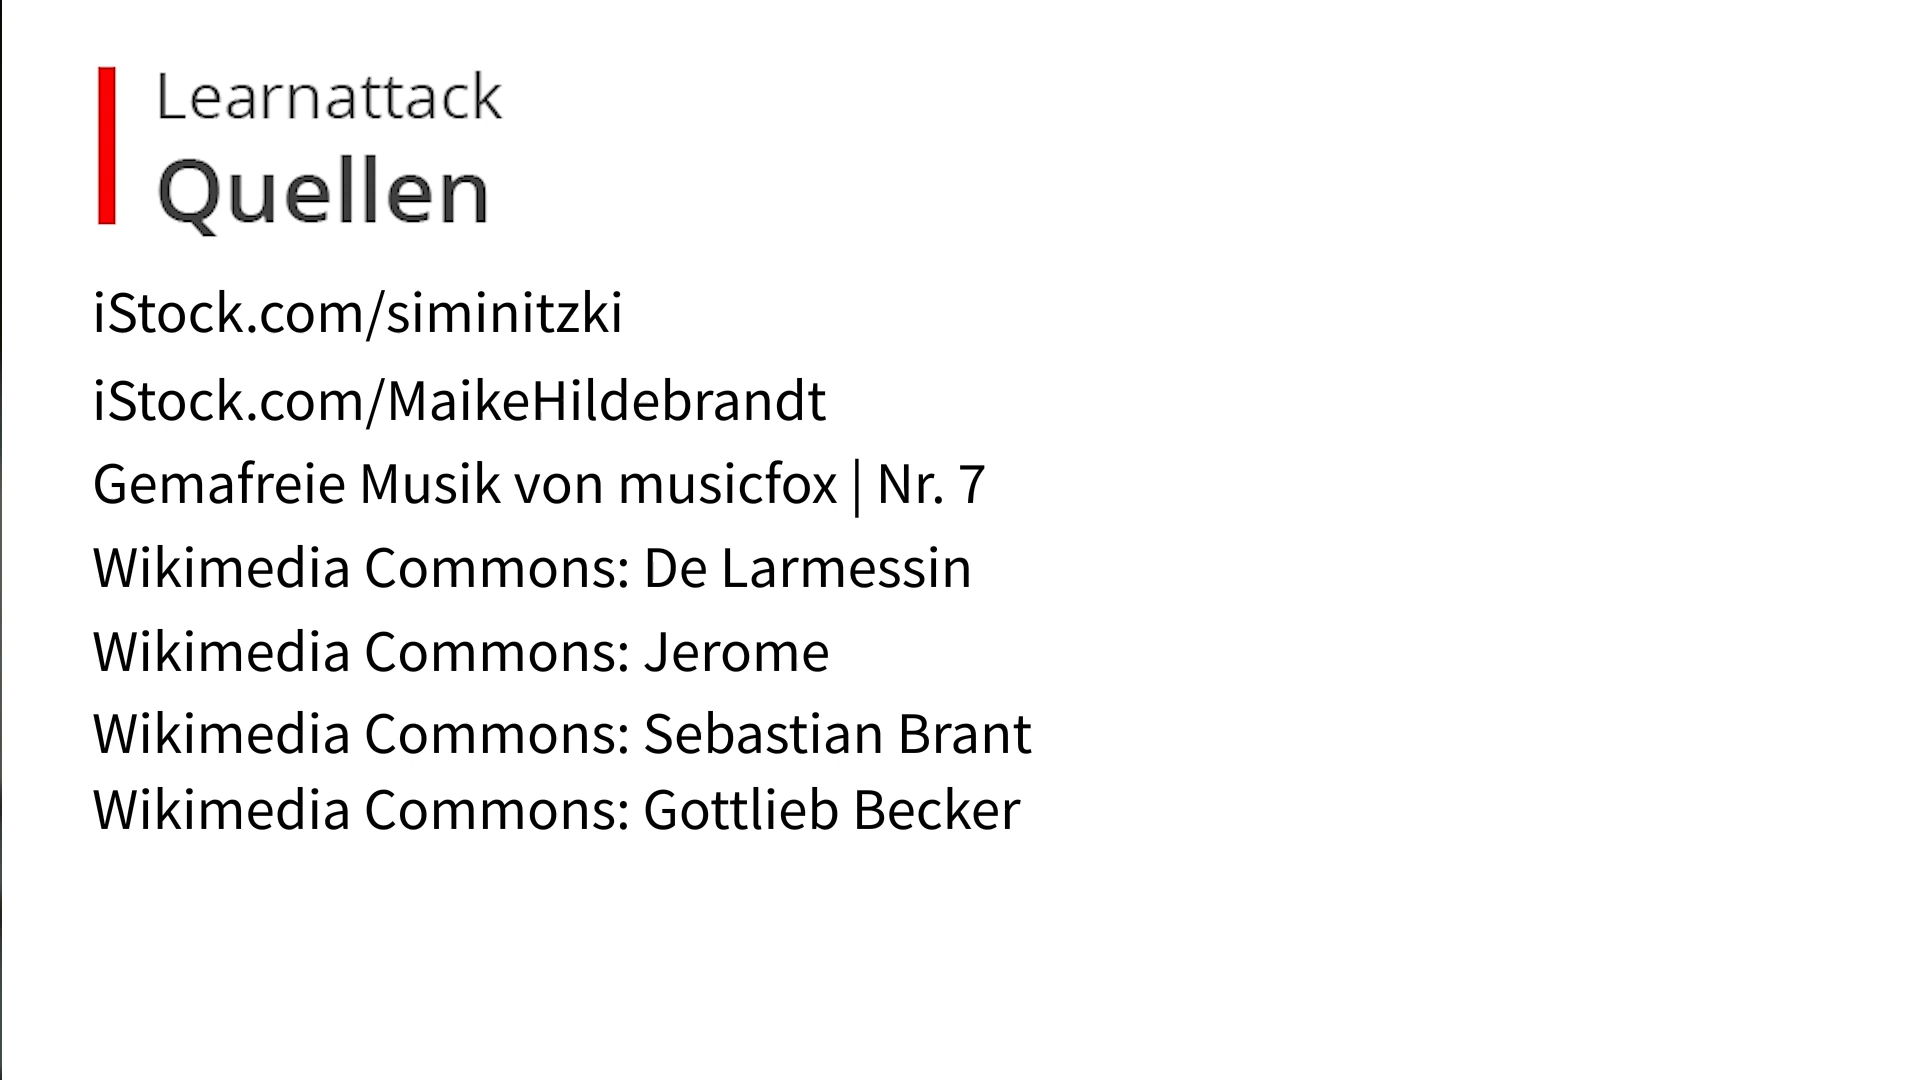 Learnattack
Quellen
iStock.com/siminitzki
iStock.com/MaikeHildebrandt
Gemafreie Musik von musicfox | Nr. 7
Wikimedia Commons: De Larmessin
Wikimedia Commons: Jerome
Wikimedia Commons: Sebastian Brant
Wikimedia Commons: Gottlieb Becker